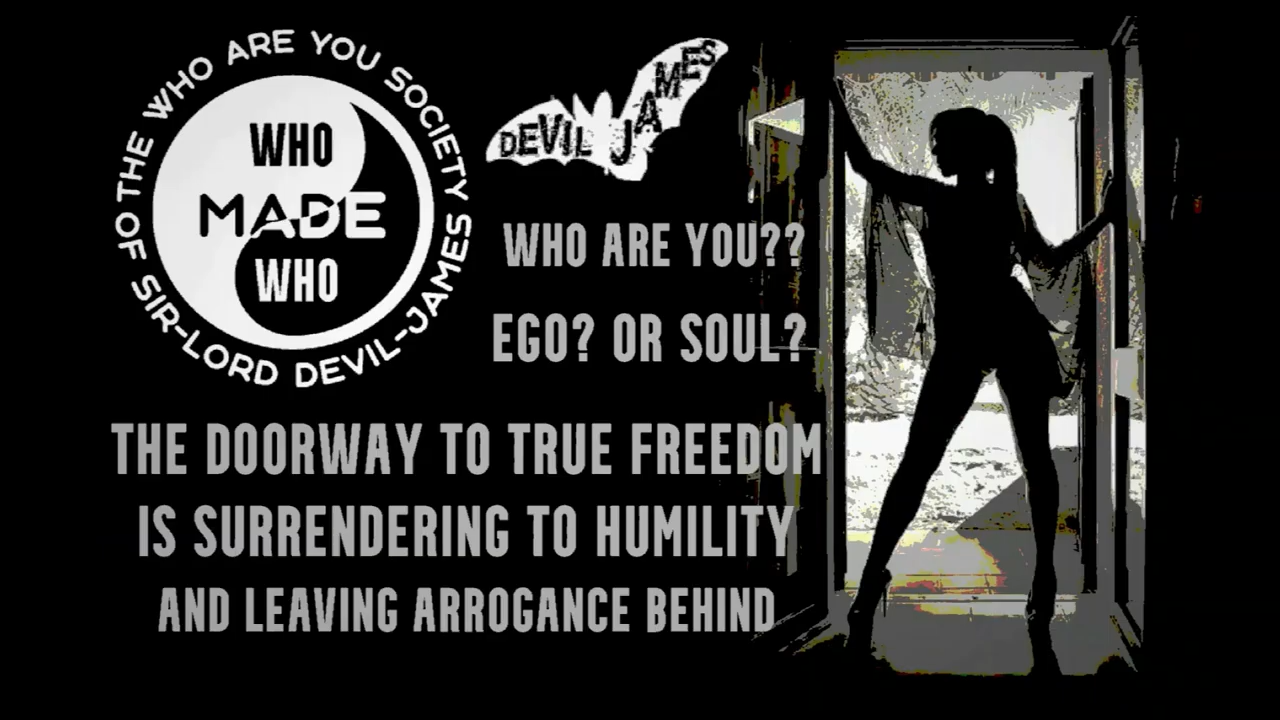 THE WHO ARE YOU SOCIETY
OF SIR-LORD DEVIL-JAMES
WHO
MADE
WHO
DEVIL JAMES
WHO ARE YOU??
EGO? OR SOUL?
THE DOORWAY TO TRUE FREEDOM
IS SURRENDERING TO HUMILITY
AND LEAVING ARROGANCE BEHIND